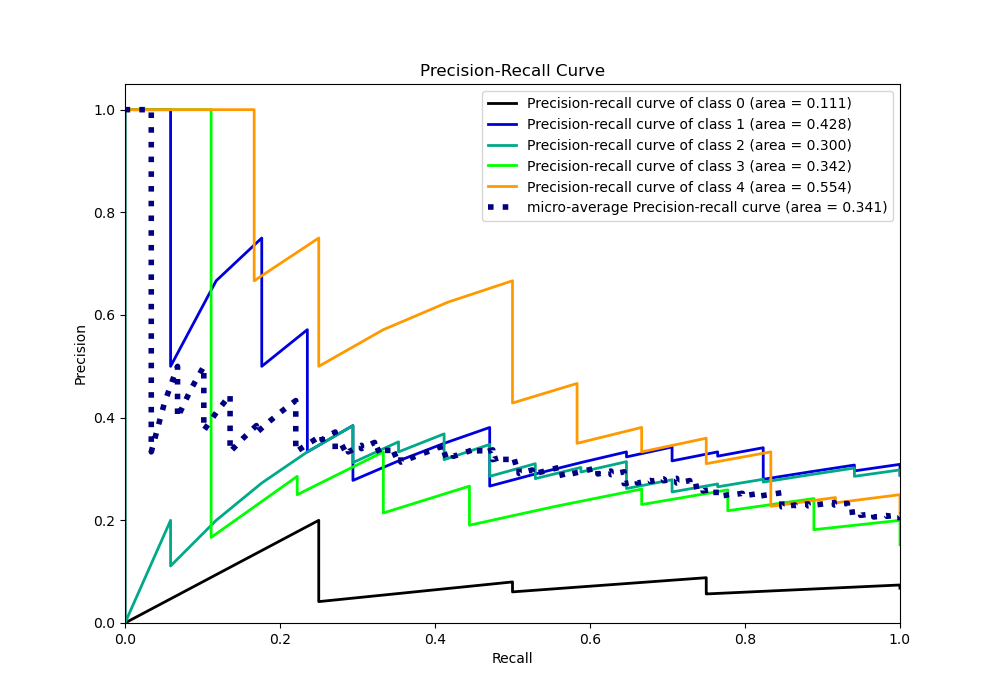 Precision-Recall Curve
Precision-recall curve of class 0 (area = 0.111)
Precision-recall curve of class 1 (area = 0.428)
Precision-recall curve of class 2 (area = 0.300)
Precision-recall curve of class 3 (area = 0.342)
Precision-recall curve of class 4 (area = 0.554)
micro-average Precision-recall curve (area = 0.341)
Precision
1.0
0.8
0.6
0.4
0.2
0.0
0.0 0.2 0.4 0.6 0.8 1.0
Recall